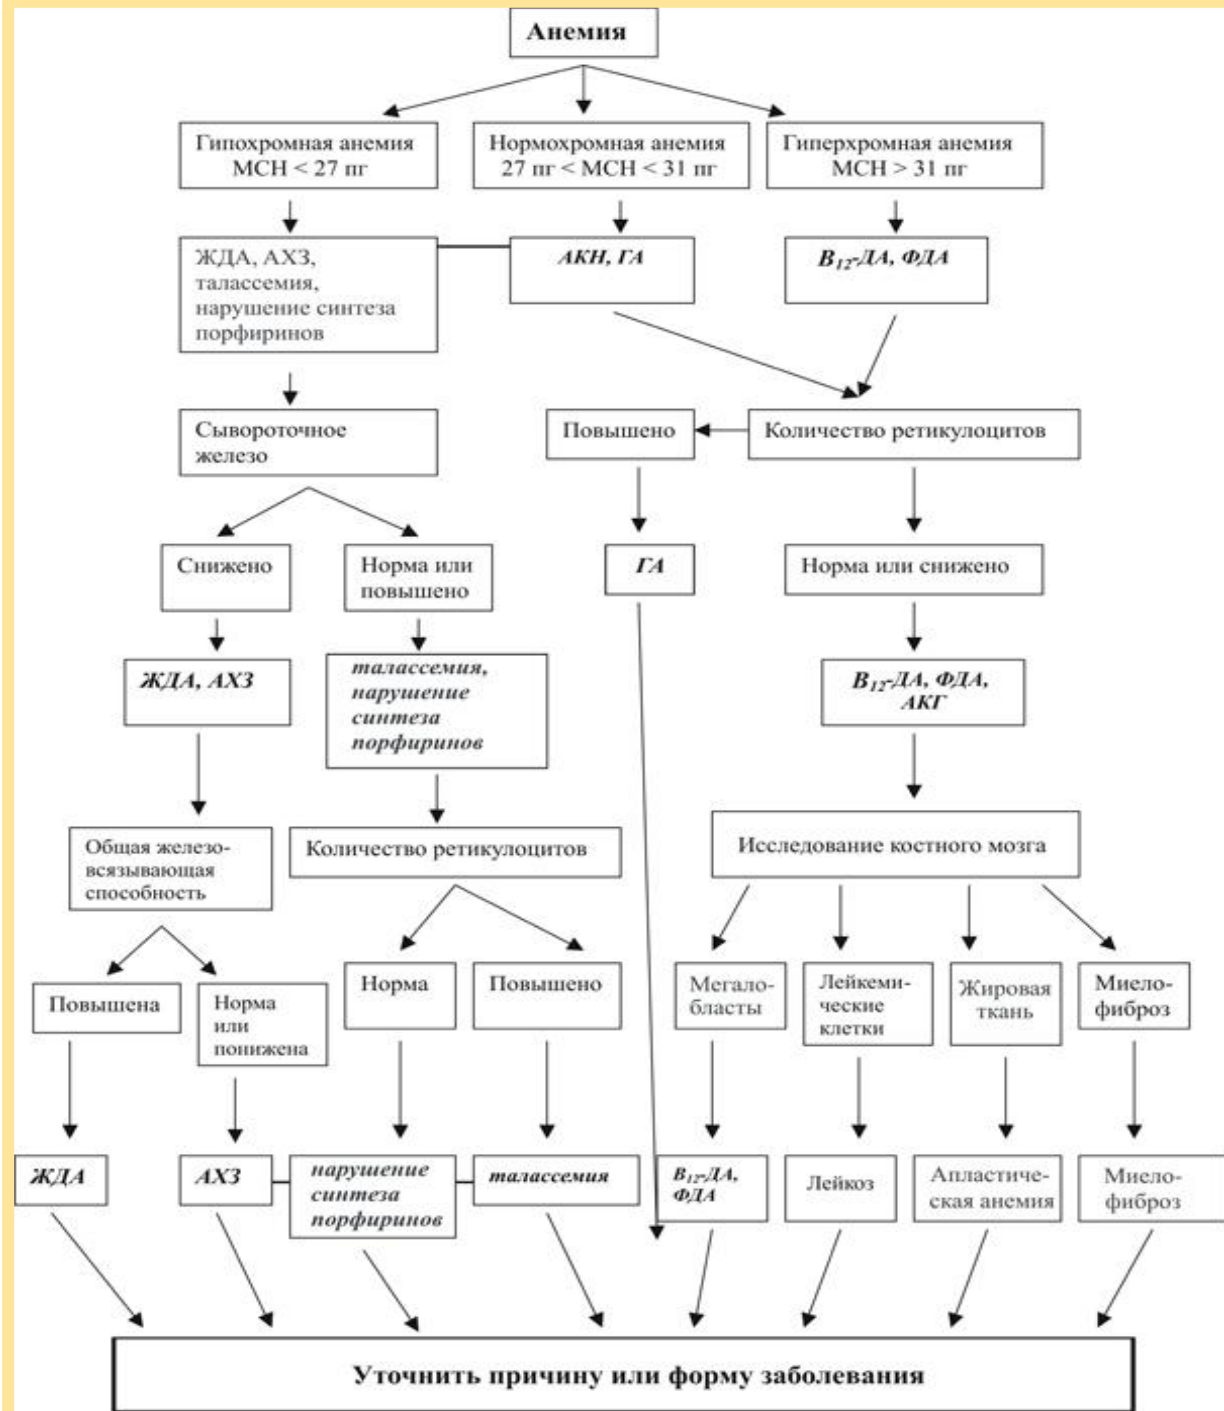 Анемия
Гипохромная анемия
МСН < 27 пг
Нормохромная анемия
27 пг < МСН < 31 пг
Гиперхромная анемия
МСН > 31 пг
ЖДА, АХЗ,
талассемия,
нарушение синтеза
порфиринов
АКН, ГА
В12-ДА, ФДА
Сывороточное
железо
Повышено
Количество ретикулоцитов
Снижено
Норма или
повышено
ГА
Норма или снижено
ЖДА, АХЗ
талассемия,
нарушение
синтеза
порфиринов
В12-ДА, ФДА,
АКГ
Общая железо-
всязывающая
способность
Количество ретикулоцитов
Исследование костного мозга
Повышена
Норма
или
понижена
Норма
Повышено
Мегало-
бласты
Лейкеми-
ческие
клетки
Жировая
ткань
Миело-
фиброз
ЖДА
АХЗ
нарушение
синтеза
порфиринов
талассемия
В12-ДА,
ФДА
Лейкоз
Апластиче-
ская анемия
Миело-
фиброз
Уточнить причину или форму заболевания